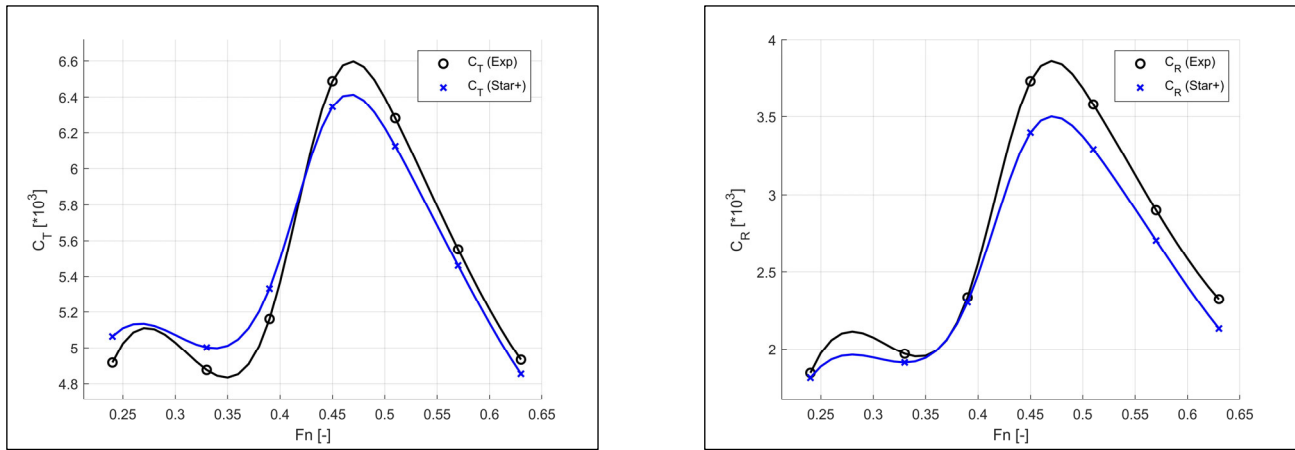 6.6
6.4
6.2
6
5.8
5.6
5.4
5.2
5
4.8
C_T [*10^3]
0.25 0.3 0.35 0.4 0.45 0.5 0.55 0.6 0.65
Fn [-]
C_T (Exp)
C_T (Star+)
4
3.5
3
2.5
2
C_R [*10^3]
0.25 0.3 0.35 0.4 0.45 0.5 0.55 0.6 0.65
Fn [-]
C_R (Exp)
C_R (Star+)